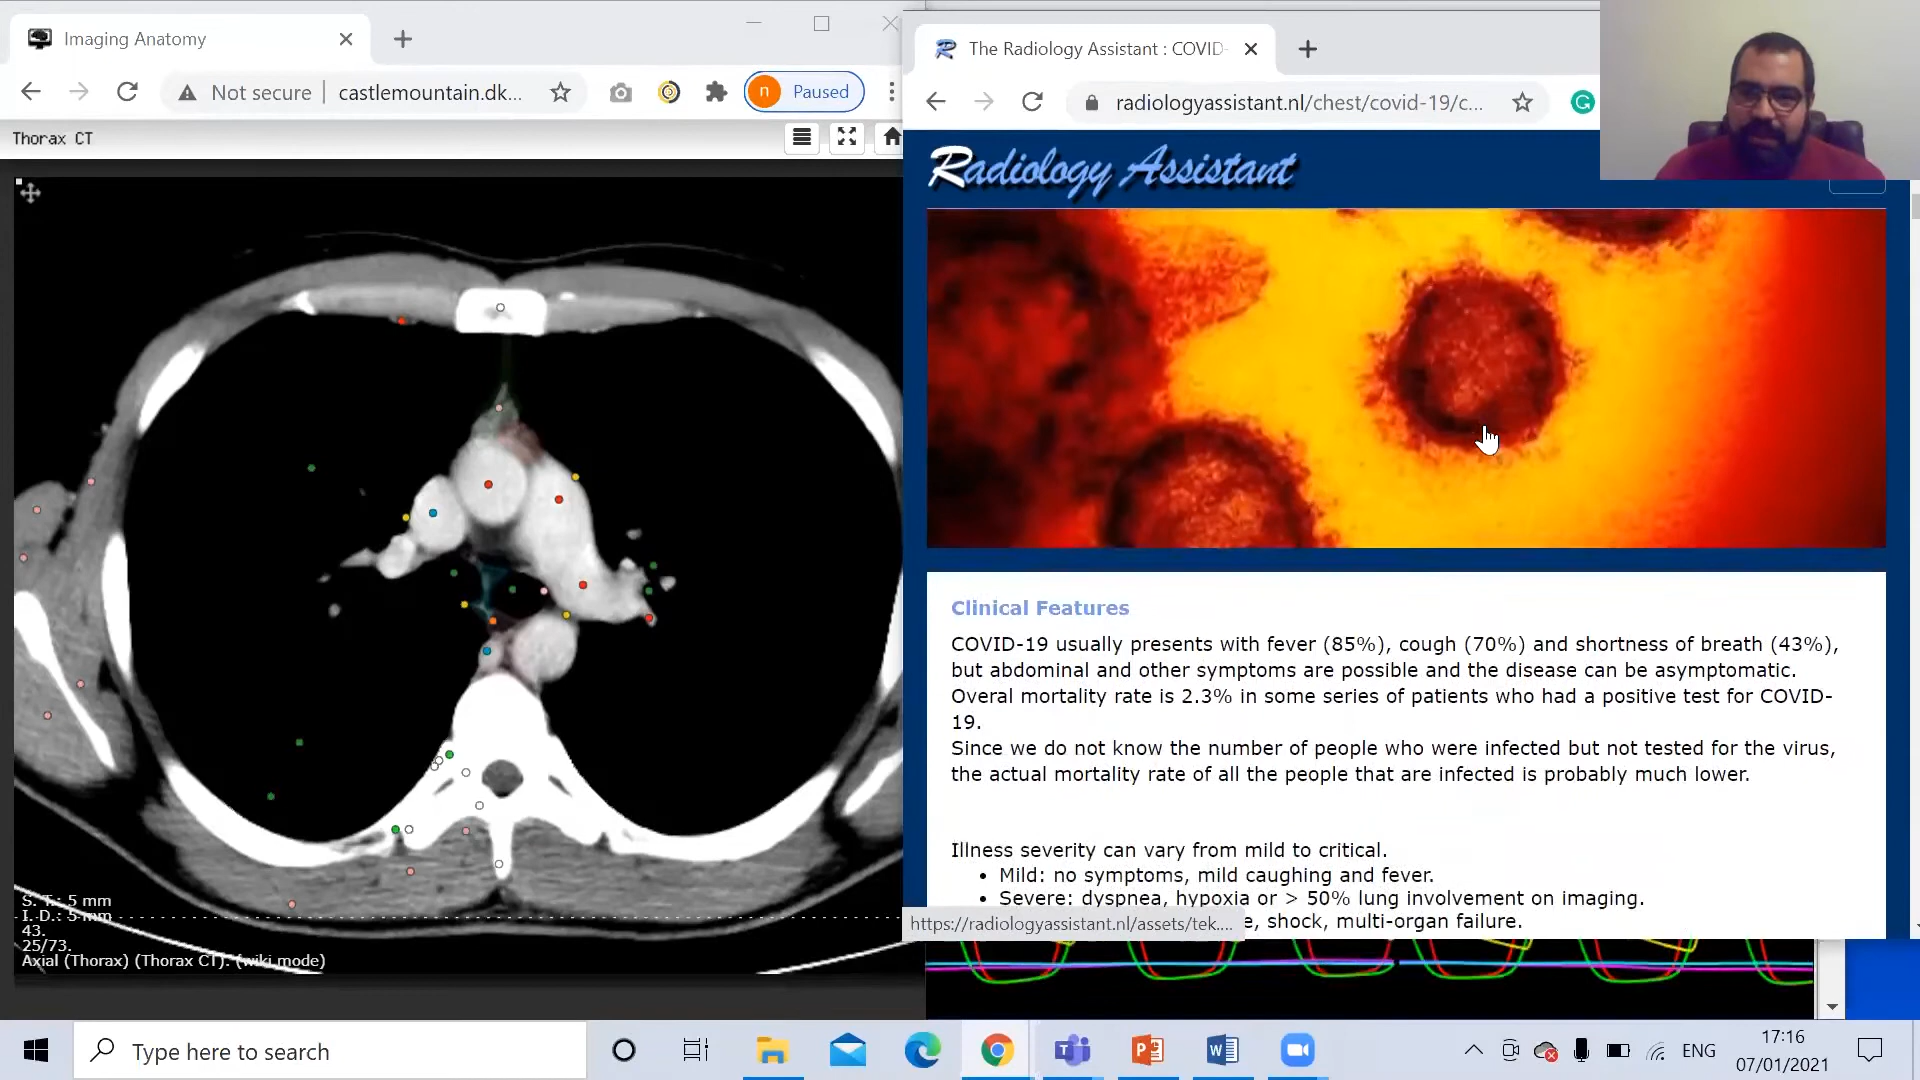 Imaging Anatomy
Not secure | castlemountain.dk...
n Paused
Thorax CT
S. T.: 5 mm
I. D.: 5 mm
43.
25/73.
Axial (Thorax) (Thorax CT). (wiki mode)
The Radiology Assistant : COVID-
radiologyassistant.nl/chest/covid-19/c...
Radiology Assistant
Clinical Features
COVID-19 usually presents with fever (85%), cough (70%) and shortness of breath (43%),
but abdominal and other symptoms are possible and the disease can be asymptomatic.
Overal mortality rate is 2.3% in some series of patients who had a positive test for COVID-
19.
Since we do not know the number of people who were infected but not tested for the virus,
the actual mortality rate of all the people that are infected is probably much lower.
Illness severity can vary from mild to critical.
• Mild: no symptoms, mild caughing and fever.
• Severe: dyspnea, hypoxia or > 50% lung involvement on imaging.
e, shock, multi-organ failure.
https://radiologyassistant.nl/assets/tek....
Type here to search
ENG
17:16
07/01/2021